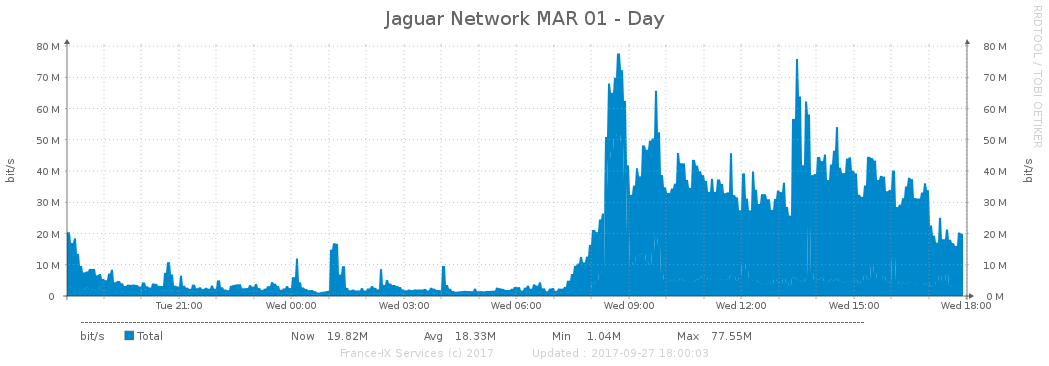 Jaguar Network MAR 01 - Day
RRDTOOL / TOBI OETIKER
80 M 80 M
70 M 70 M
60 M 60 M
50 M 50 M
40 M 40 M
30 M 30 M
20 M 20 M
10 M 10 M
0 0 M
bit/s bit/s
Tue 21:00 Wed 00:00 Wed 03:00 Wed 06:00 Wed 09:00 Wed 12:00 Wed 15:00 Wed 18:00
bit/s Total Now 19.82M Avg 18.33M Min 1.04M Max 77.55M
France-IX Services (c) 2017 Updated : 2017-09-27 18:00:03